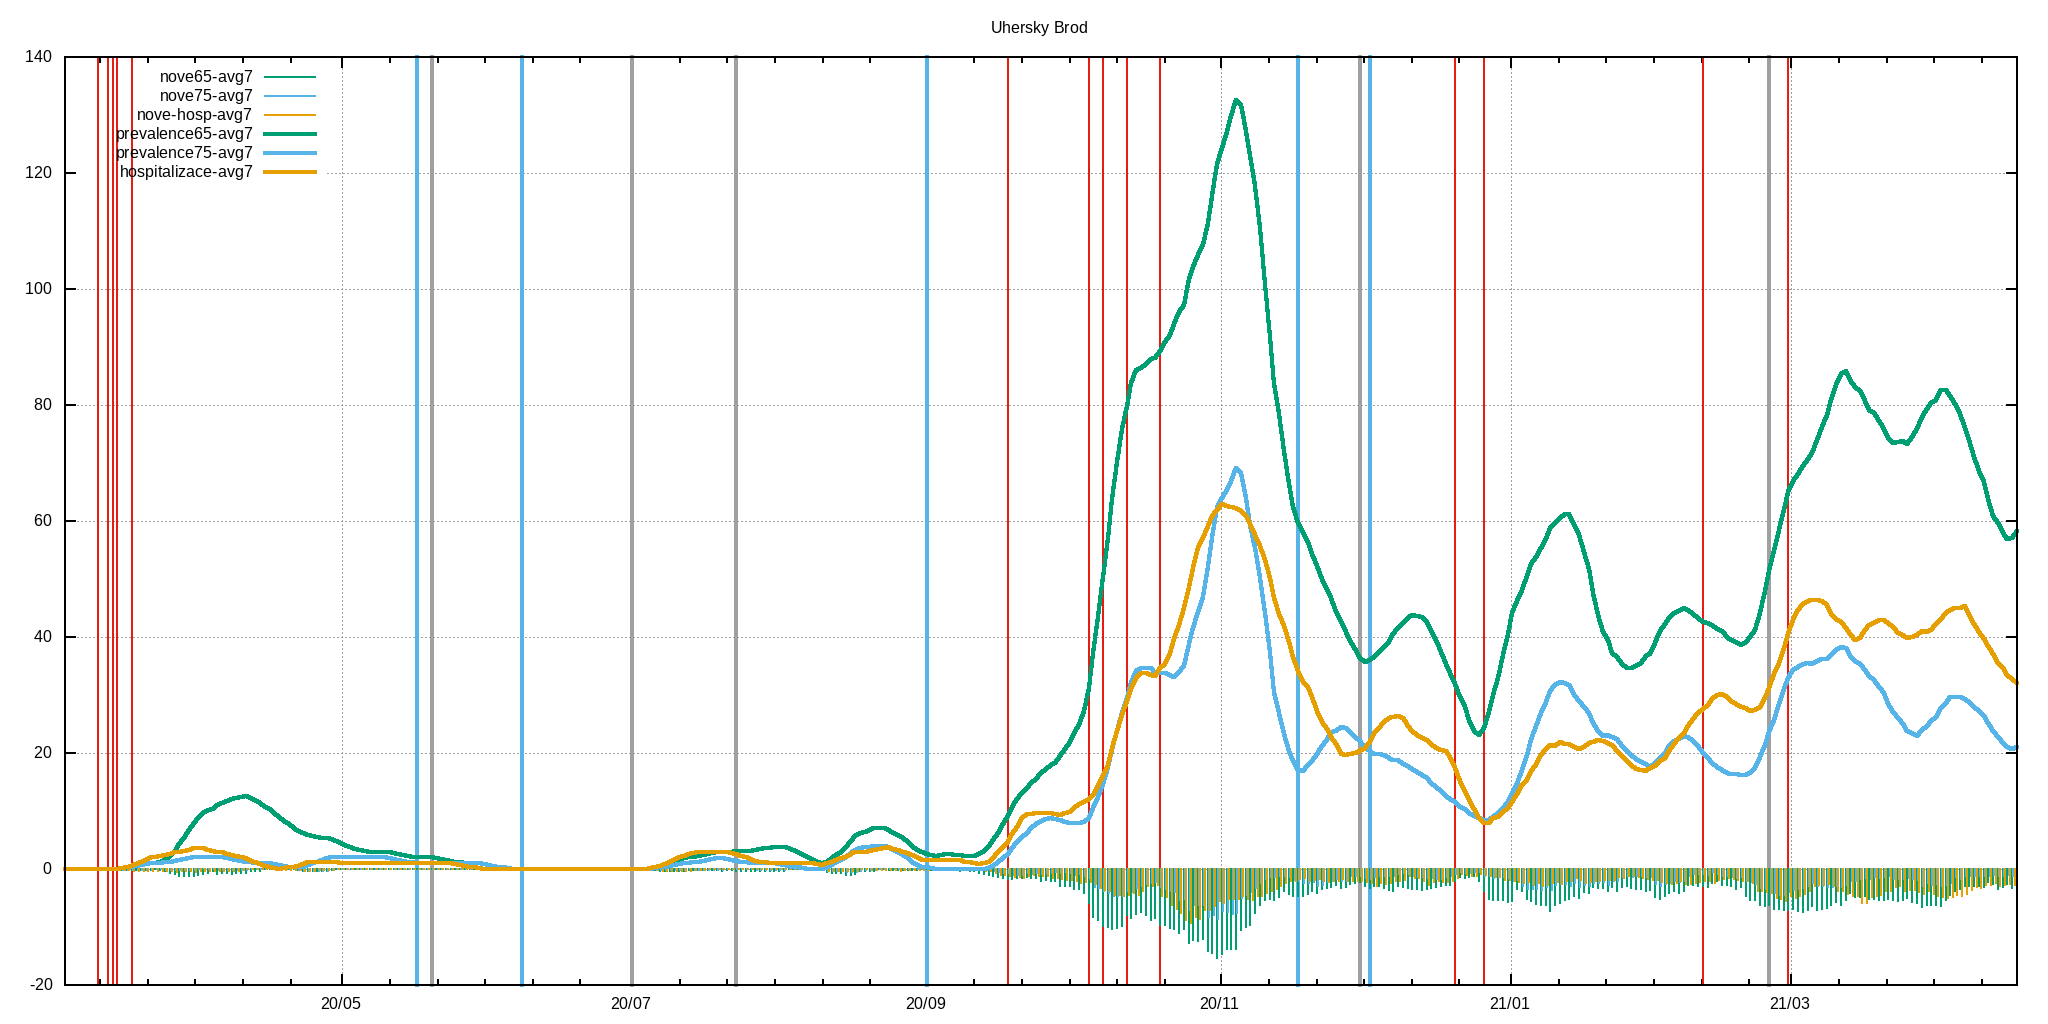 Uhersky Brod
140
120
100
80
60
40
20
0
-20
nove65-avg7
nove75-avg7
nove-hosp-avg7
prevalence65-avg7
prevalence75-avg7
hospitalizace-avg7
20/05 20/07 20/09 20/11 21/01 21/03